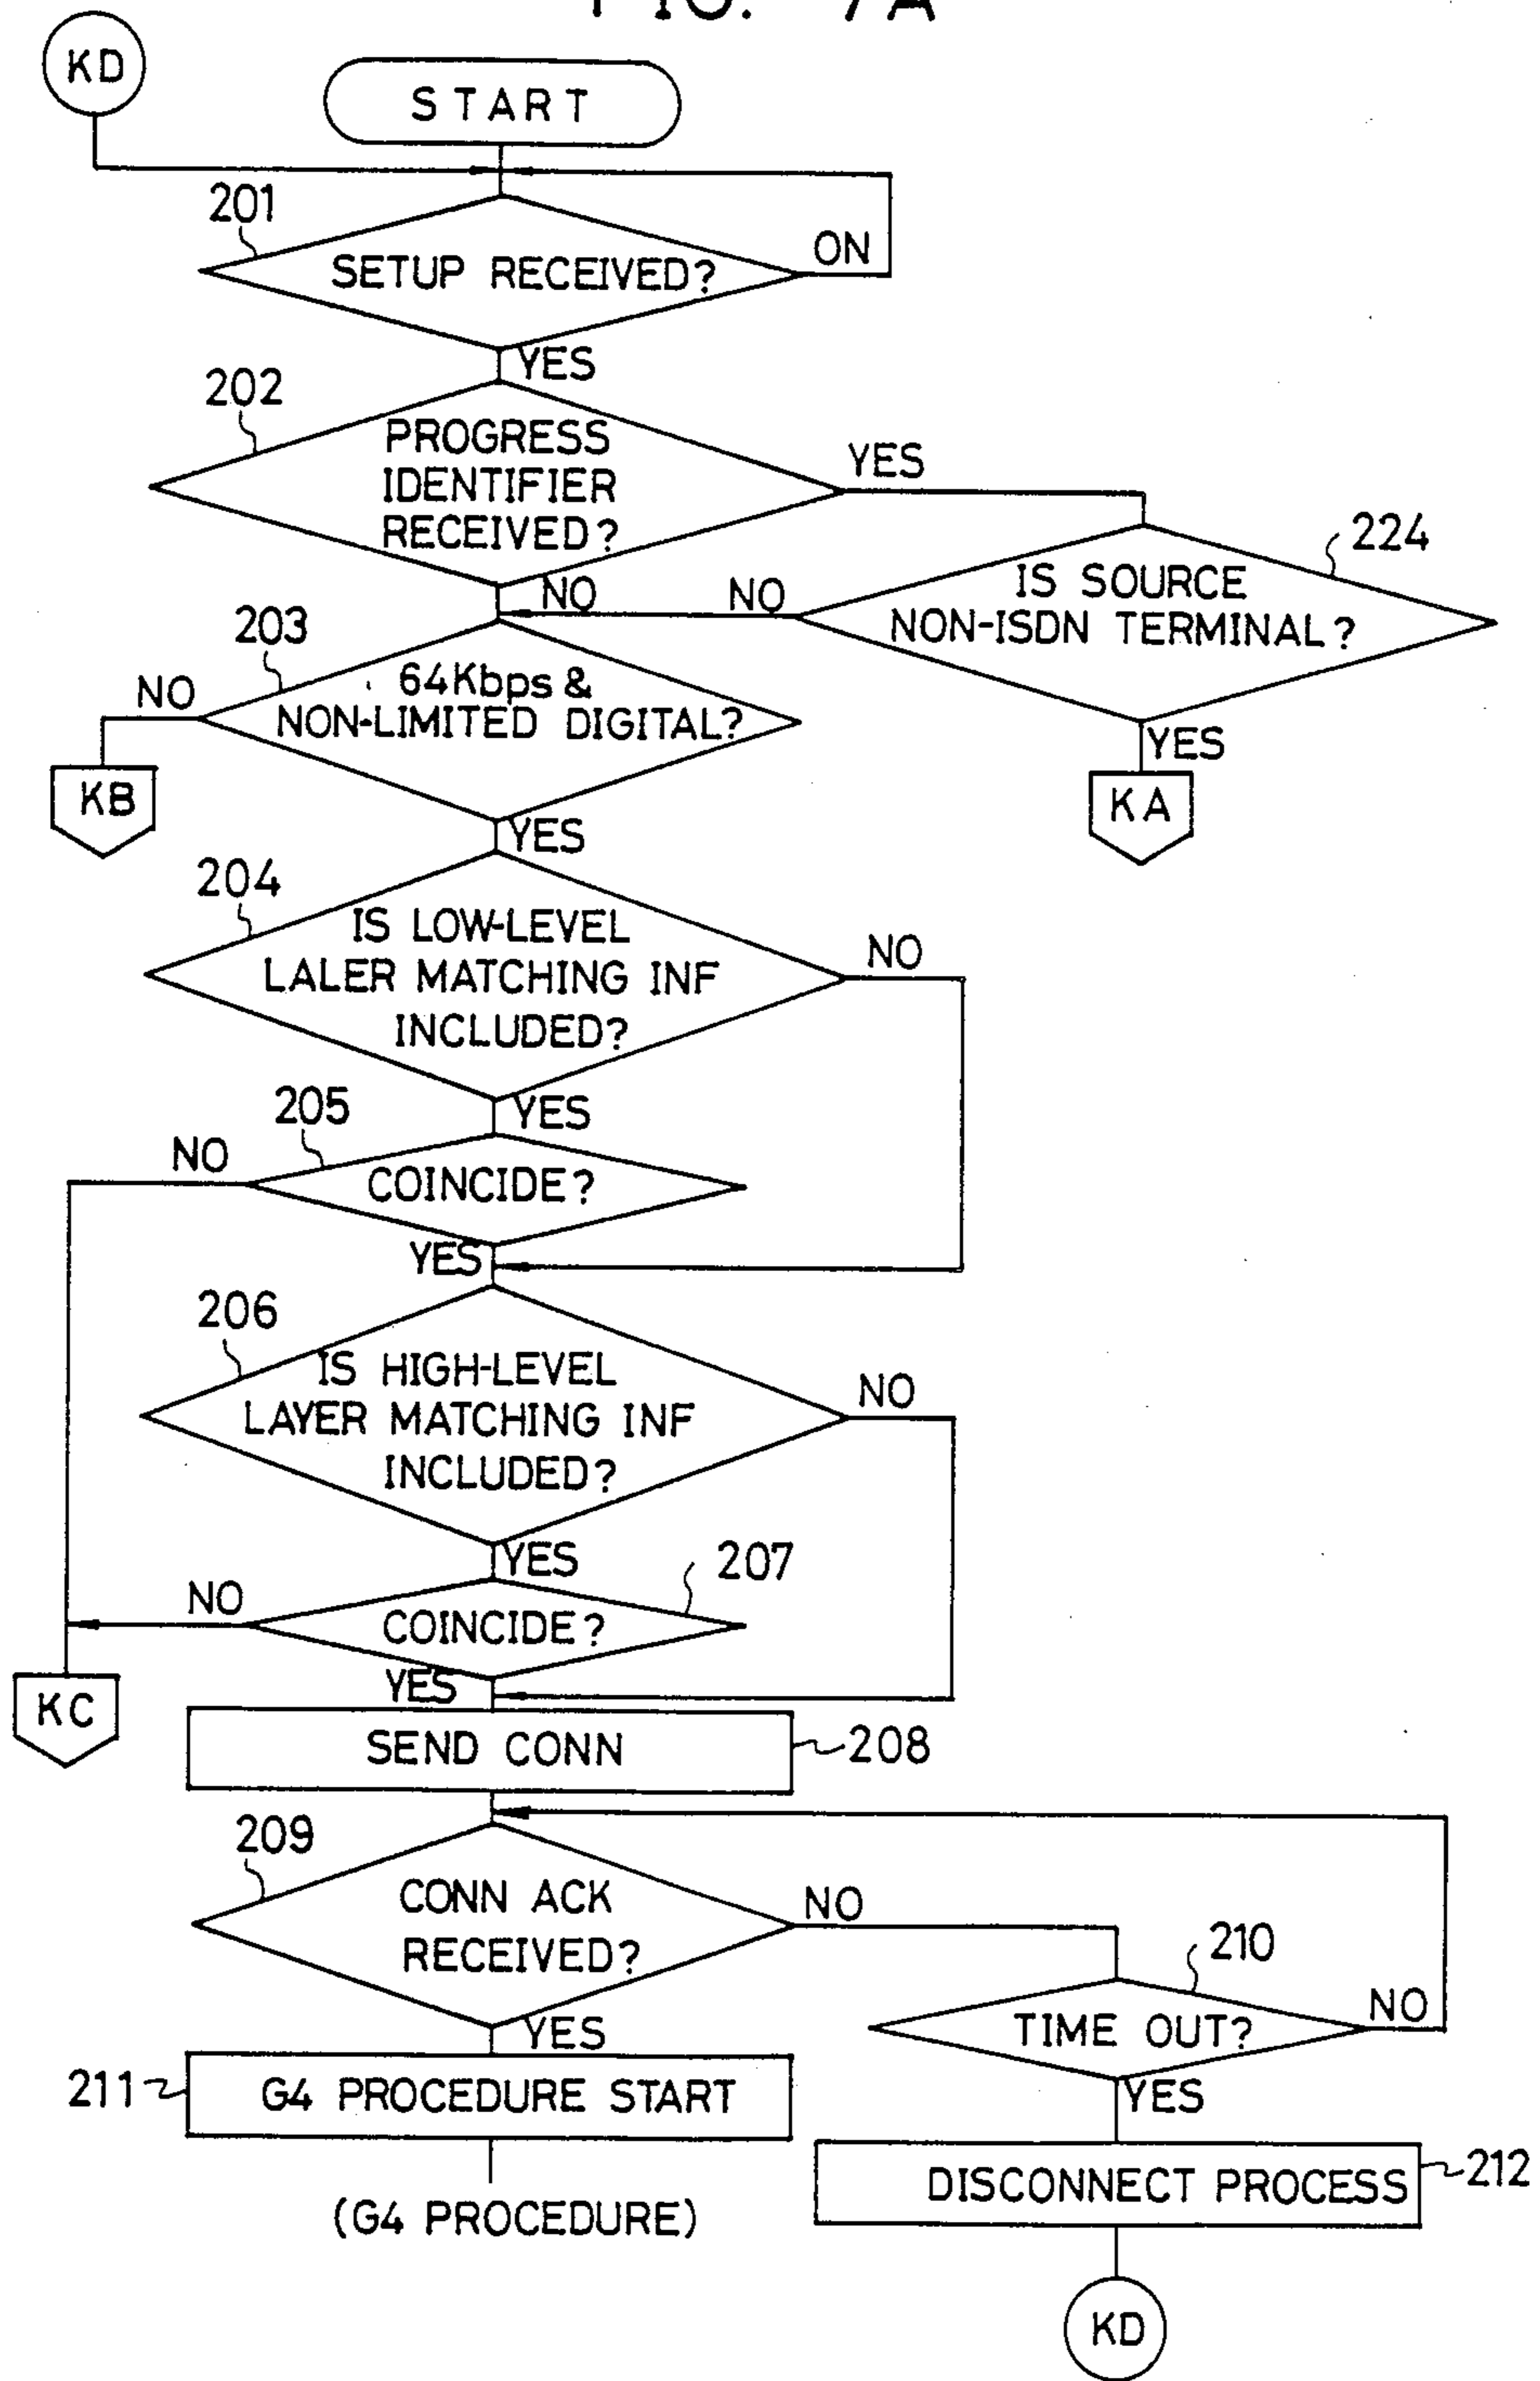 FIG. 7A
KD
START
201
SETUP RECEIVED?
ON
YES
202
PROGRESS
IDENTIFIER
RECEIVED?
YES
NO
224
IS SOURCE
NON-ISDN TERMINAL?
NO
YES
KA
203
64Kbps &
NON-LIMITED DIGITAL?
NO
KB
YES
204
IS LOW-LEVEL
LALER MATCHING INF
INCLUDED?
NO
YES
205
COINCIDE?
NO
YES
206
IS HIGH-LEVEL
LAYER MATCHING INF
INCLUDED?
NO
YES
207
COINCIDE?
NO
YES
KC
SEND CONN
208
209
CONN ACK
RECEIVED?
NO
YES
210
TIME OUT?
NO
YES
211
G4 PROCEDURE START
(G4 PROCEDURE)
DISCONNECT PROCESS
212
KD